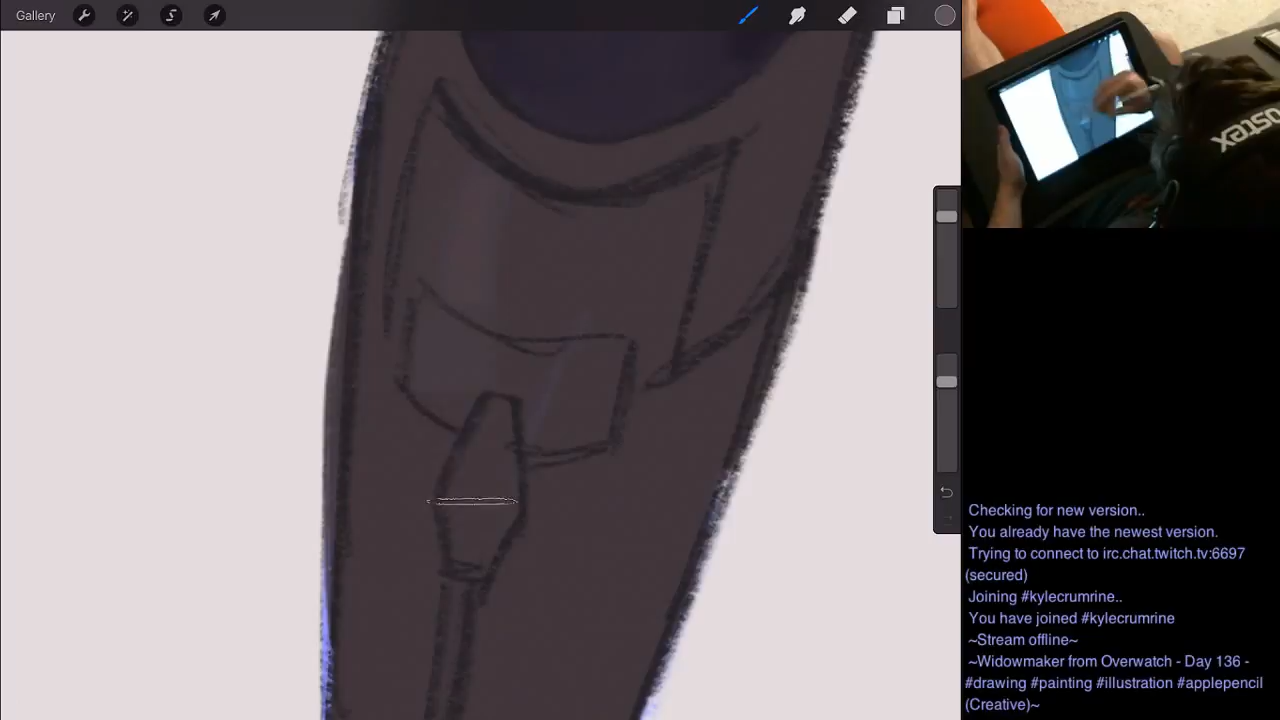 Gallery
ostex
Checking for new version..
You already have the newest version.
Trying to connect to irc.chat.twitch.tv:6697
(secured)
Joining #kylecrumrine..
You have joined #kylecrumrine
~Stream offline~
~Widowmaker from Overwatch - Day 136 -
#drawing #painting #illustration #applepencil
(Creative)~